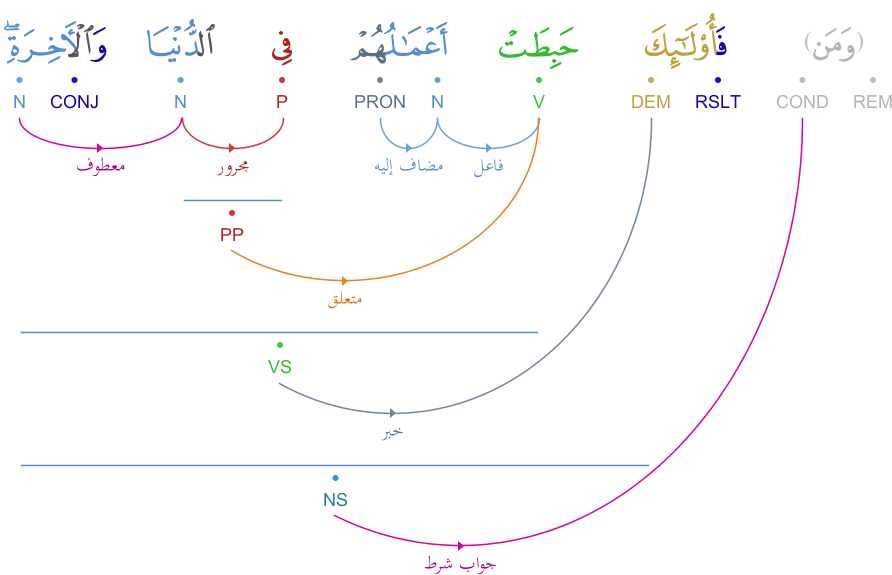 (وَمَن) فَأُو۟لَـٰٓئِكَ حَبِطَتْ أَعْمَـٰلُهُمْ فِى ٱلدُّنْيَا وَٱلْـَٔاخِرَةِ ۖ
REM COND RSLT DEM V N PRON P N CONJ N
فاعل مضاف إليه مجرور معطوف
PP
متعلق
VS
خبر
NS
جواب شرط